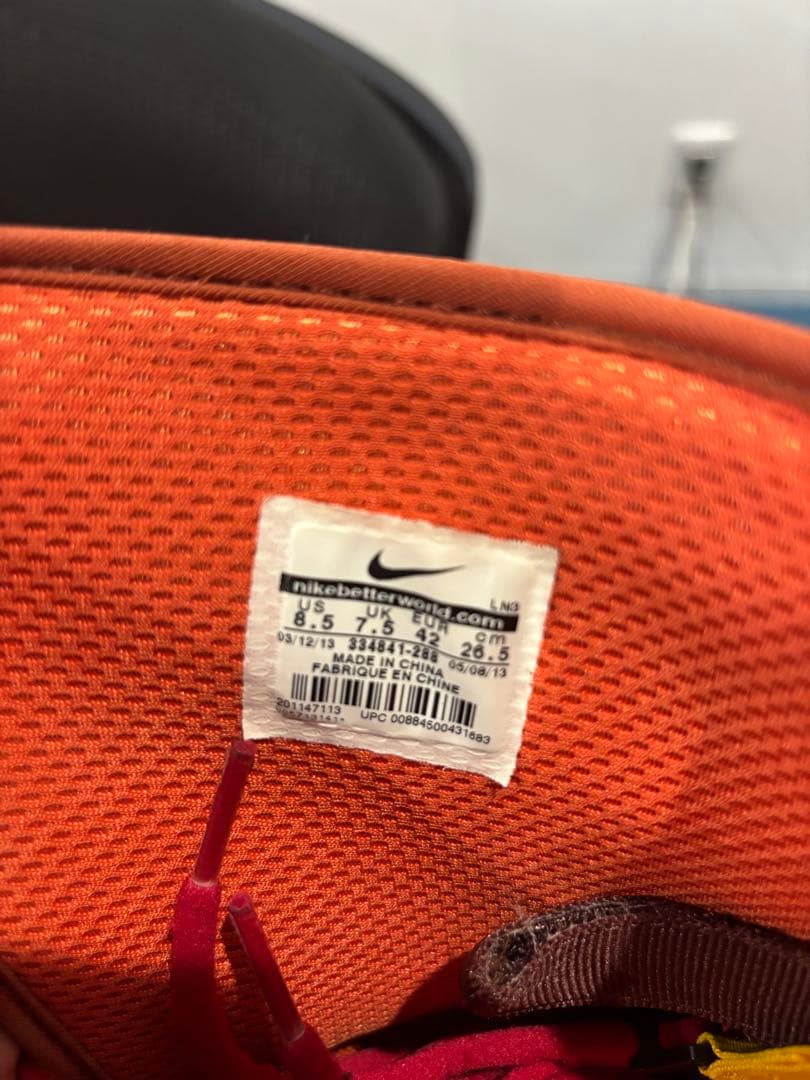 nikebetterworld.com LN3
US UK EUR cm
8.5 7.5 42 26.5
03/12/13 334841-288 05/08/13
MADE IN CHINA
FABRIQUE EN CHINE
201147113
UPC 00884500431683